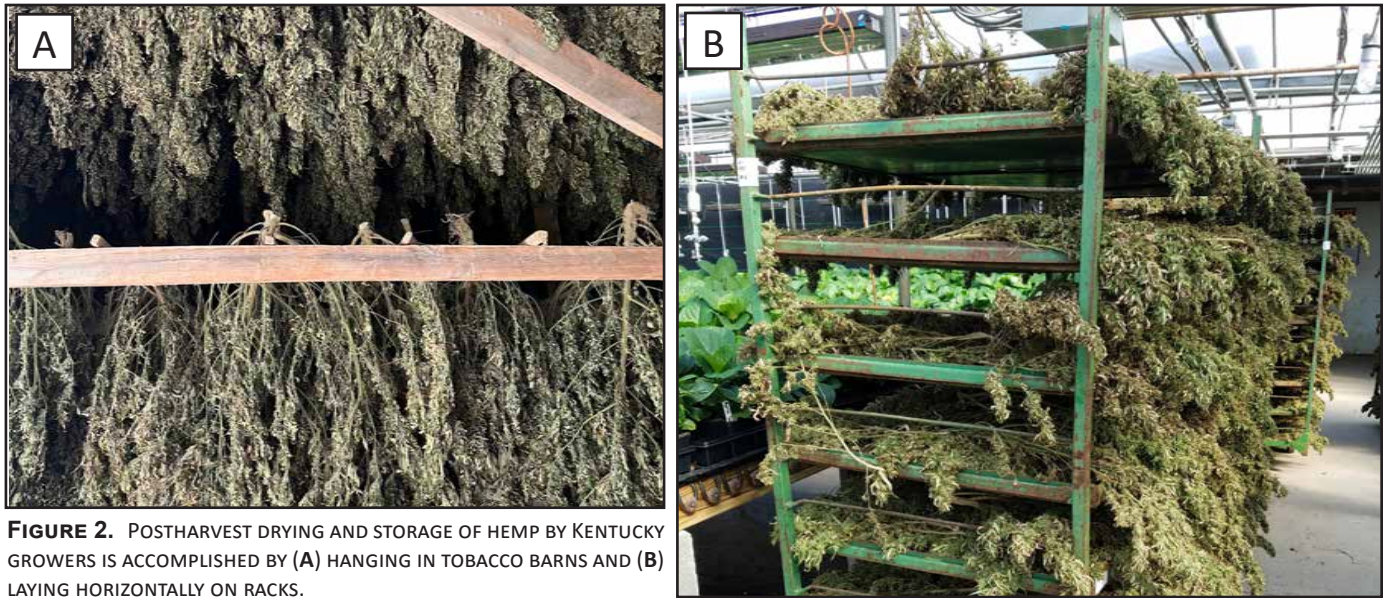 A
B
FIGURE 2. POSTHARVEST DRYING AND STORAGE OF HEMP BY KENTUCKY
GROWERS IS ACCOMPLISHED BY (A) HANGING IN TOBACCO BARNS AND (B)
LAYING HORIZONTALLY ON RACKS.